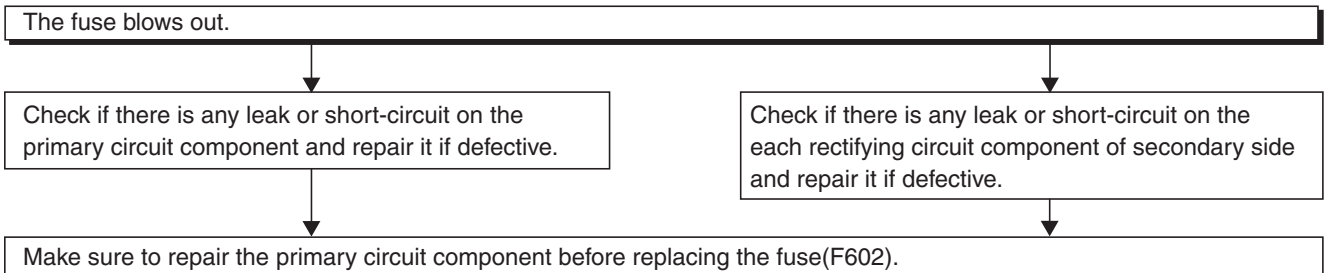 The fuse blows out.
Check if there is any leak or short-circuit on the
primary circuit component and repair it if defective.
Check if there is any leak or short-circuit on the
each rectifying circuit component of secondary side
and repair it if defective.
Make sure to repair the primary circuit component before replacing the fuse(F602).